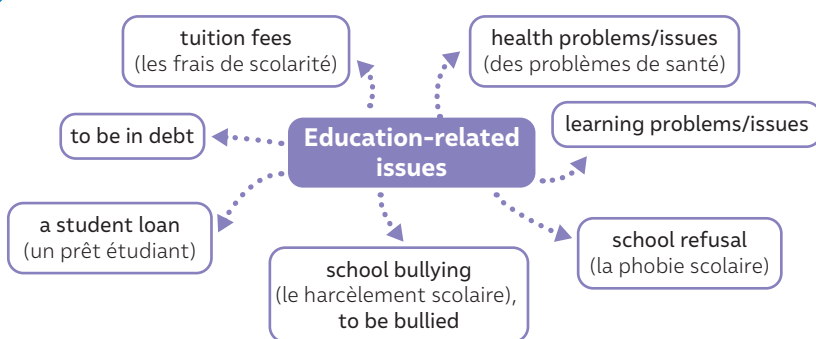 tuition fees
(les frais de scolarité)
health problems/issues
(des problèmes de santé)
to be in debt
Education-related
issues
learning problems/issues
a student loan
(un prêt étudiant)
school bullying
(le harcèlement scolaire),
to be bullied
school refusal
(la phobie scolaire)